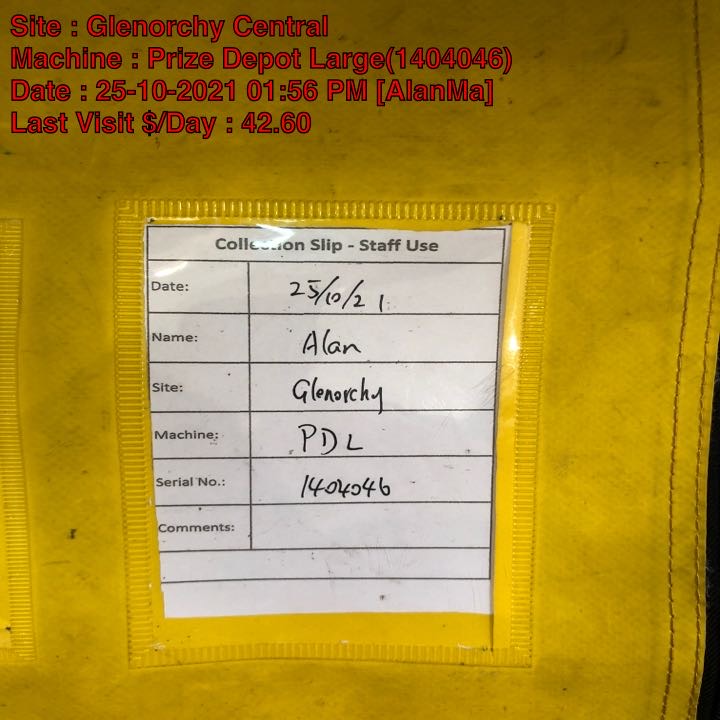 Site : Glenorchy Central
Machine : Prize Depot Large(1404046)
Date : 25-10-2021 01:56 PM [AlanMa]
Last Visit $/Day : 42.60
Collection Slip - Staff Use
Date: 25/10/21
Name: Alan
Site: Glenorchy
Machine: PDL
Serial No.: 1404046
Comments: